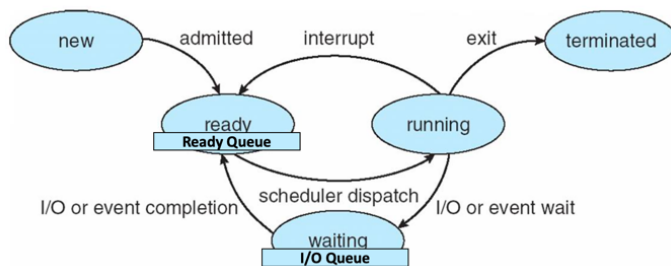 new
admitted
interrupt
exit
terminated
ready
Ready Queue
running
scheduler dispatch
I/O or event completion
I/O or event wait
waiting
I/O Queue